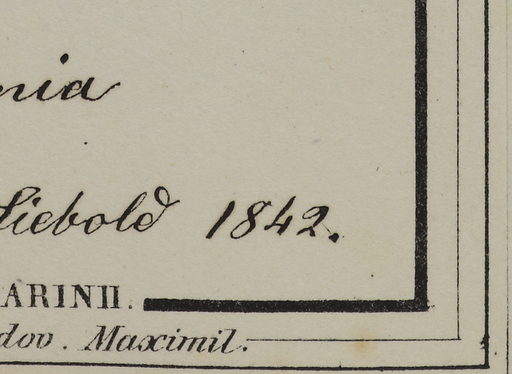 nia
Siebold 1842.
ARINII.
dov. Maximil.